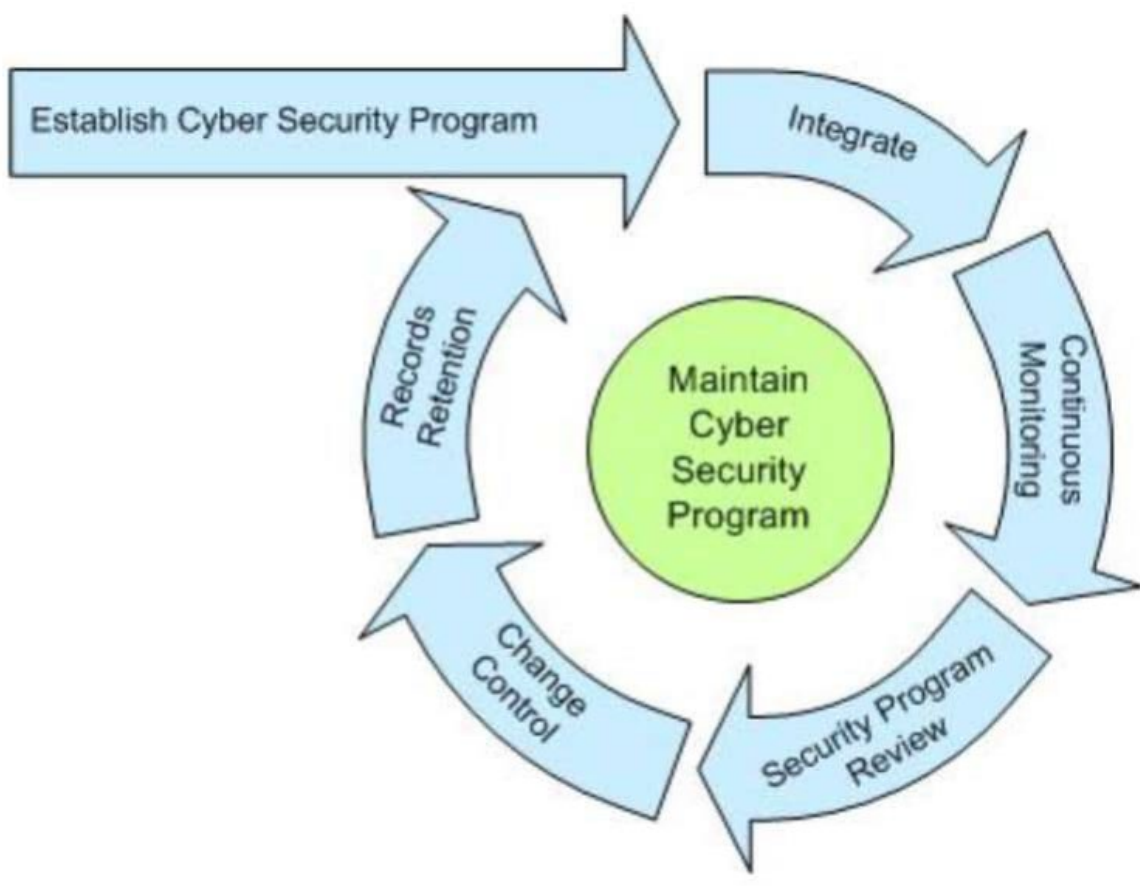 Establish Cyber Security Program
Integrate
Continuous
Monitoring
Security Program
Review
Change
Control
Records
Retention
Maintain
Cyber
Security
Program